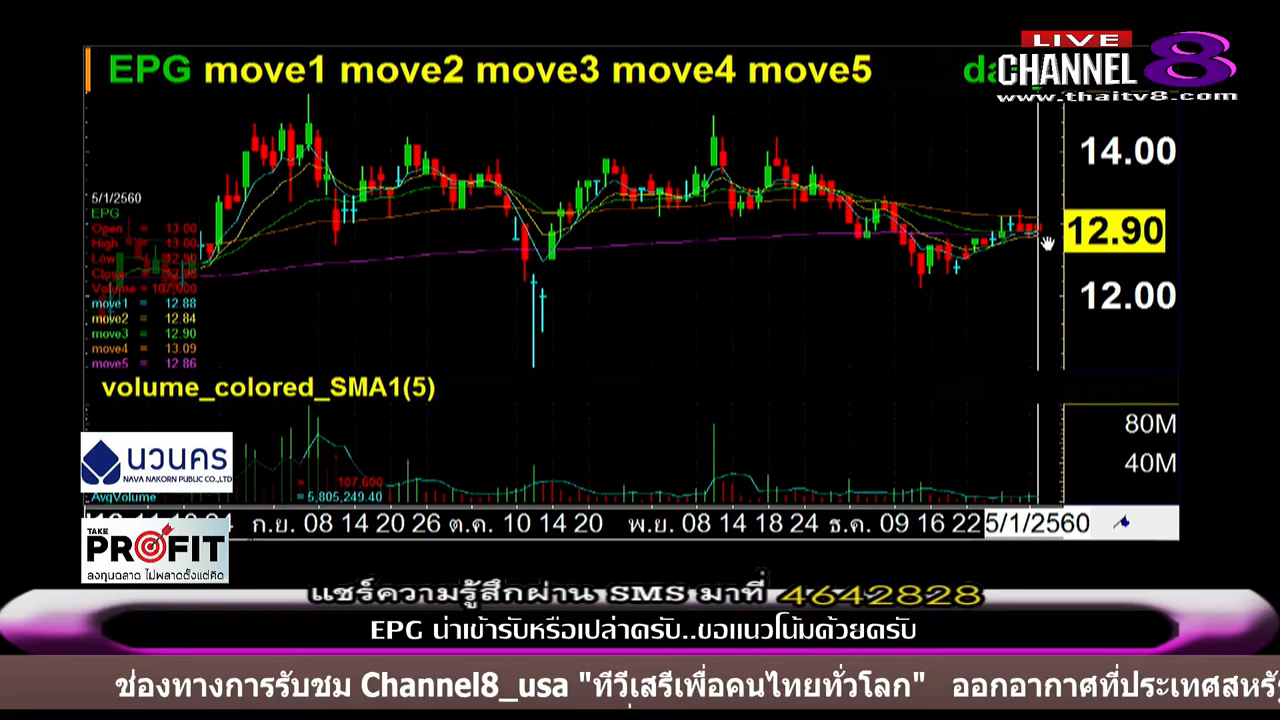 EPG move1 move2 move3 move4 move5
LIVE
CHANNEL 8
www.thaitv8.com
14.00
12.90
12.00
5/1/2560
EPG
Open = 13.00
High = 13.00
Low = 12.90
Close = 12.90
Volume = 107,600
move1 = 12.88
move2 = 12.84
move3 = 12.90
move4 = 13.09
move5 = 12.86
volume_colored_SMA1(5)
80M
40M
นวนคร
NAVA NAKORN PUBLIC CO.,LTD
= 107,600
AvgVolume = 5,805,249.40
ก.ย. 08 14 20 26 ต.ค. 10 14 20 พ.ย. 08 14 18 24 ธ.ค. 09 16 22 5/1/2560
TAKE
PROFIT
ลงทุนฉลาด ไม่พลาดตั้งแต่คิด
แชร์ความรู้สึกผ่าน SMS มาที่ 4642828
EPG น่าเข้ารับหรือเปล่าครับ..ขอแนวโน้มด้วยครับ
ช่องทางการรับชม Channel8_usa "ทีวีเสรีเพื่อคนไทยทั่วโลก" ออกอากาศที่ประเทศสหรัฐ